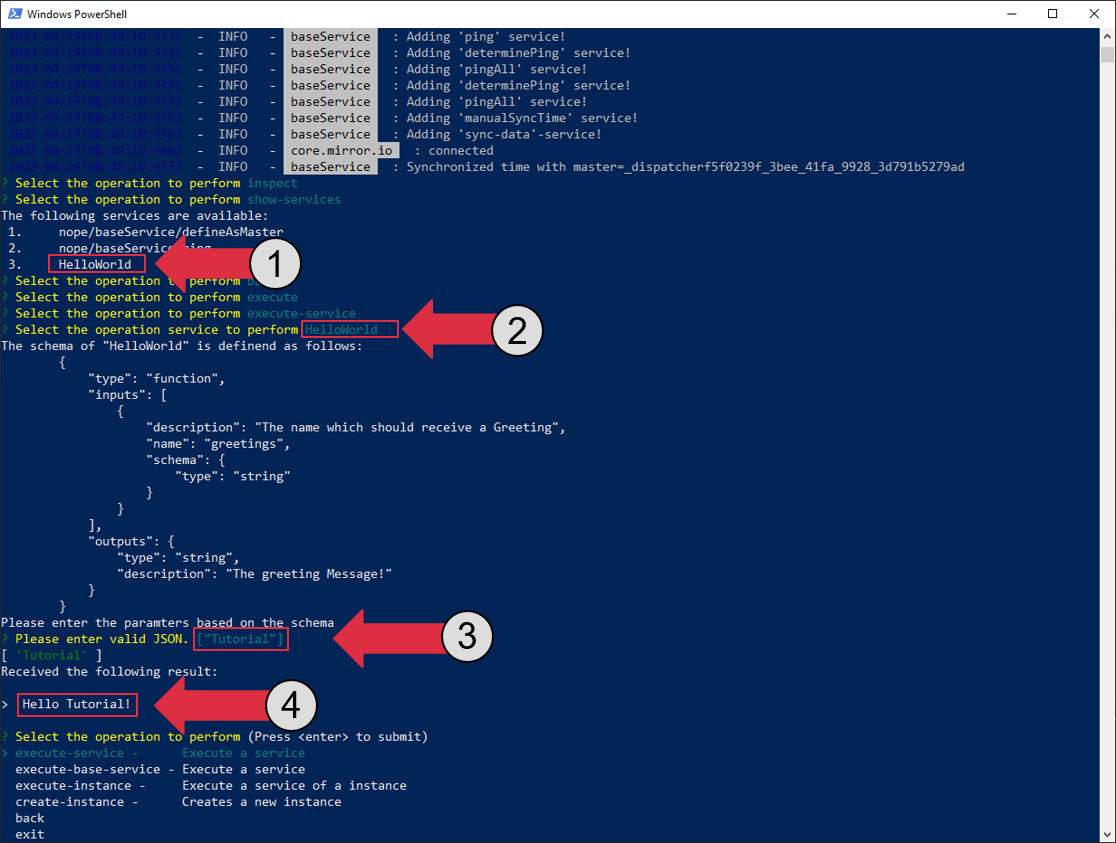 Windows PowerShell
2023-04-19T08:49:10.933Z - INFO - baseService : Adding 'ping' service!
2023-04-19T08:49:10.934Z - INFO - baseService : Adding 'determinePing' service!
2023-04-19T08:49:10.935Z - INFO - baseService : Adding 'pingAll' service!
2023-04-19T08:49:10.935Z - INFO - baseService : Adding 'determinePing' service!
2023-04-19T08:49:10.935Z - INFO - baseService : Adding 'pingAll' service!
2023-04-19T08:49:10.936Z - INFO - baseService : Adding 'manualSyncTime' service!
2023-04-19T08:49:10.936Z - INFO - baseService : Adding 'sync-data'-service!
2023-04-19T08:49:10.960Z - INFO - core.mirror.io : connected
2023-04-19T08:49:10.973Z - INFO - baseService : Synchronized time with master=_dispatcherf5f0239f_3bee_41fa_9928_3d791b5279ad
? Select the operation to perform inspect
? Select the operation to perform show-services
The following services are available:
1. nope/baseService/defineAsMaster
2. nope/baseService/ping
3. HelloWorld
1
? Select the operation to perform
? Select the operation to perform execute
? Select the operation to perform execute-service
? Select the operation service to perform HelloWorld
2
The schema of "HelloWorld" is definend as follows:
{
"type": "function",
"inputs": [
{
"description": "The name which should receive a Greeting",
"name": "greetings",
"schema": {
"type": "string"
}
}
],
"outputs": {
"type": "string",
"description": "The greeting Message!"
}
}
Please enter the paramters based on the schema
? Please enter valid JSON. ["Tutorial"]
3
[ 'Tutorial' ]
Received the following result:
> Hello Tutorial!
4
? Select the operation to perform (Press <enter> to submit)
> execute-service - Execute a service
execute-base-service - Execute a service
execute-instance - Execute a service of a instance
create-instance - Creates a new instance
back
exit